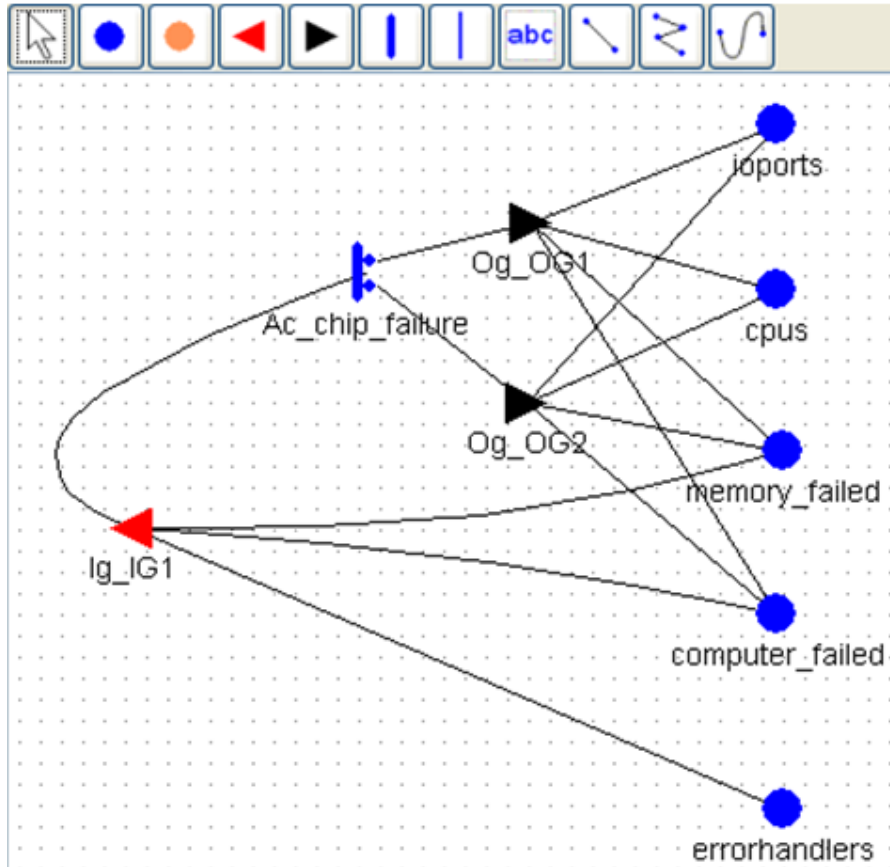 abc
ioports
Og_OG1
Ac_chip_failure
cpus
Og_OG2
memory_failed
Ig_IG1
computer_failed
errorhandlers